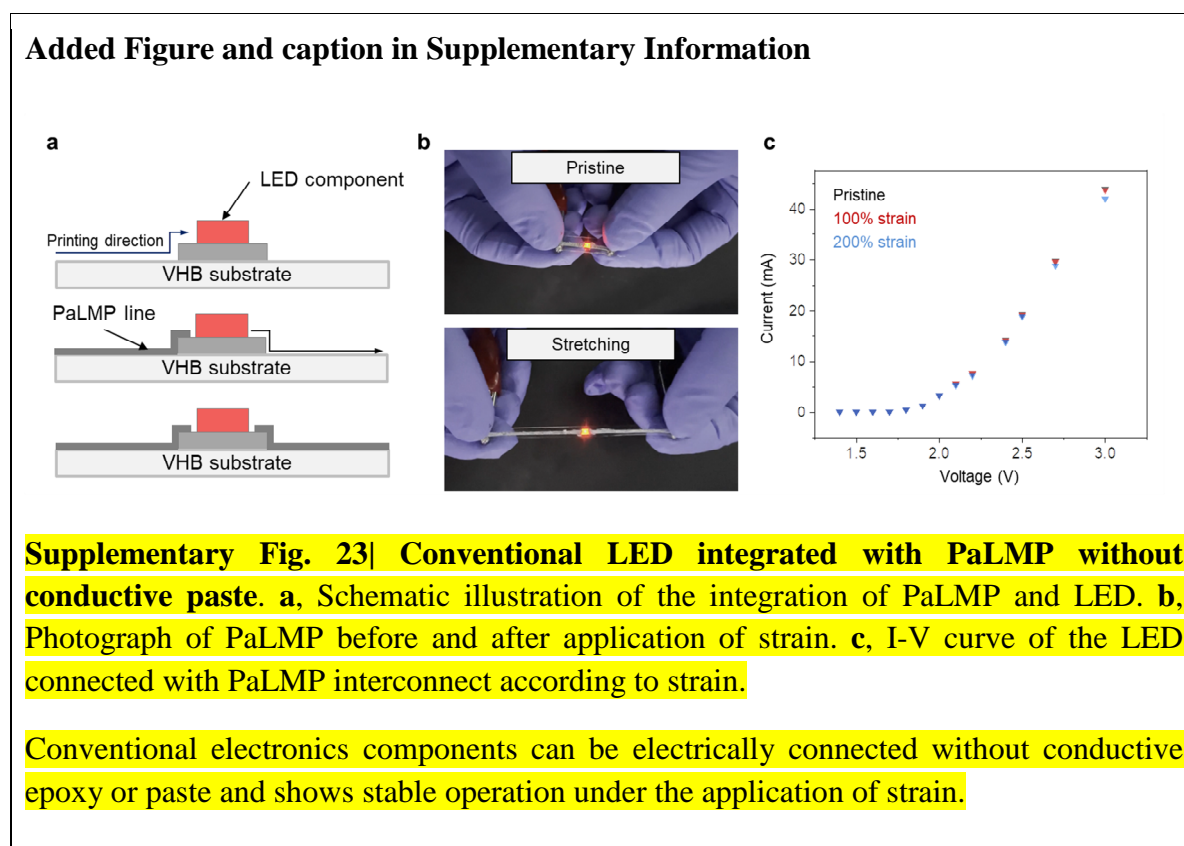 Added Figure and caption in Supplementary Information
a
LED component
Printing direction
VHB substrate
PaLMP line
VHB substrate
VHB substrate
b
Pristine
Stretching
c
Pristine
100% strain
200% strain
40
30
20
10
0
Current (mA)
1.5 2.0 2.5 3.0
Voltage (V)
Supplementary Fig. 23| Conventional LED integrated with PaLMP without
conductive paste. a, Schematic illustration of the integration of PaLMP and LED. b,
Photograph of PaLMP before and after application of strain. c, I-V curve of the LED
connected with PaLMP interconnect according to strain.
Conventional electronics components can be electrically connected without conductive
epoxy or paste and shows stable operation under the application of strain.